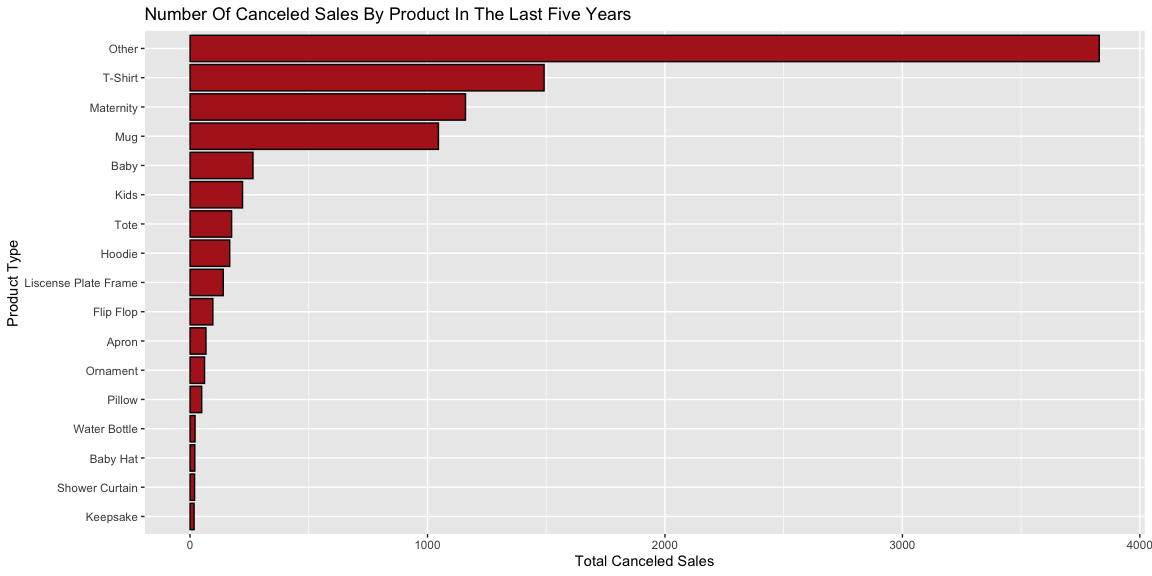 Number Of Canceled Sales By Product In The Last Five Years
Product Type
Other
T-Shirt
Maternity
Mug
Baby
Kids
Tote
Hoodie
Liscense Plate Frame
Flip Flop
Apron
Ornament
Pillow
Water Bottle
Baby Hat
Shower Curtain
Keepsake
0 1000 2000 3000 4000
Total Canceled Sales